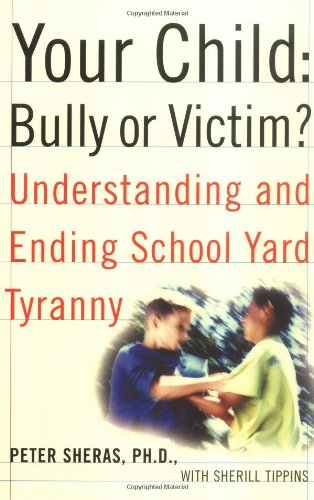 Your Child:
Bully or Victim?
Understanding and
Ending School Yard
Tyranny
PETER SHERAS, PH.D.,
WITH SHERILL TIPPINS